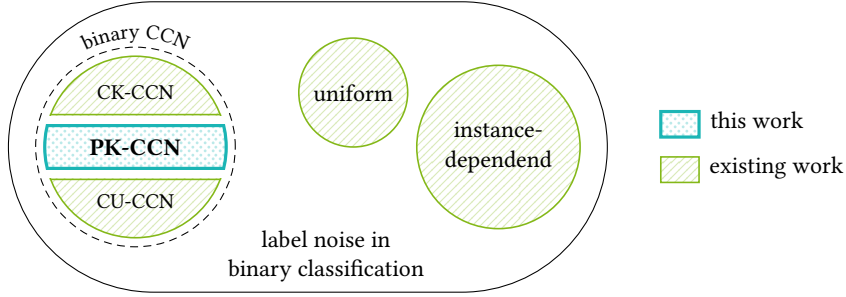 binary CCN
CK-CCN
PK-CCN
CU-CCN
uniform
instance-
dependend
label noise in
binary classification
this work
existing work